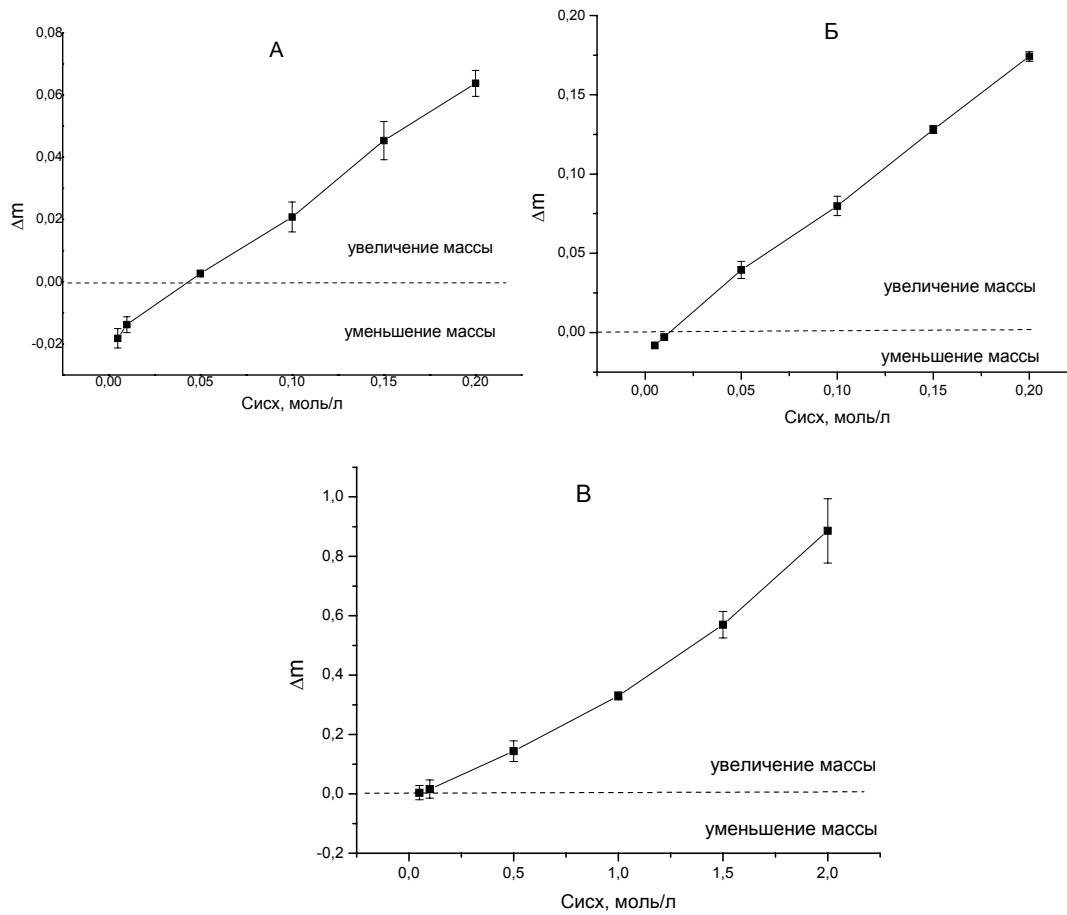 А
0,08
0,06
0,04
0,02
0,00
-0,02
Δm
увеличение массы
уменьшение массы
0,00 0,05 0,10 0,15 0,20
Сисх, моль/л
Б
0,20
0,15
0,10
0,05
0,00
Δm
увеличение массы
уменьшение массы
0,00 0,05 0,10 0,15 0,20
Сисх, моль/л
В
1,0
0,8
0,6
0,4
0,2
0,0
-0,2
Δm
увеличение массы
уменьшение массы
0,0 0,5 1,0 1,5 2,0
Сисх, моль/л